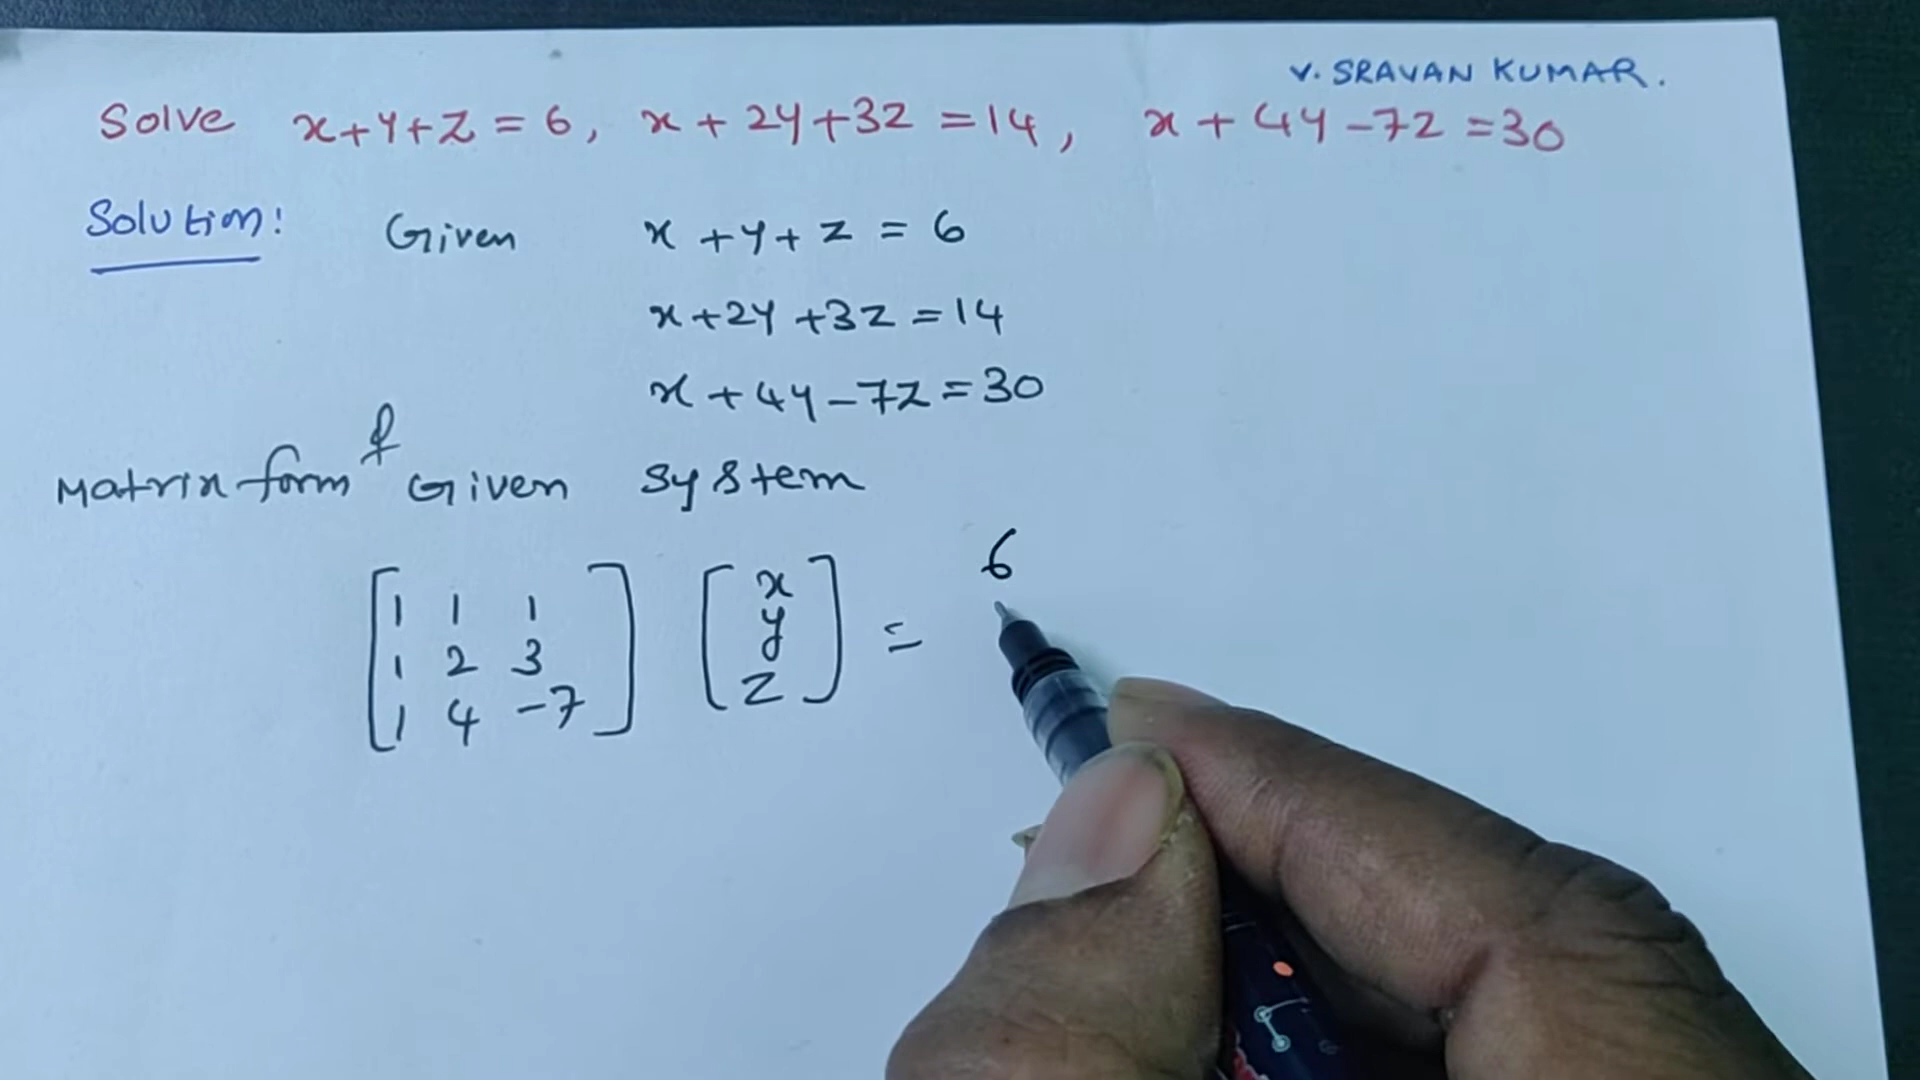 V. SRAVAN KUMAR.
Solve x+y+z=6, x+2y+3z=14, x+4y-7z=30
Solution: Given x+y+z=6
x+2y+3z=14
x+4y-7z=30
Matrix form of Given system
[1 1 1] [x] = 6
[1 2 3] [y]
[1 4 -7] [z]